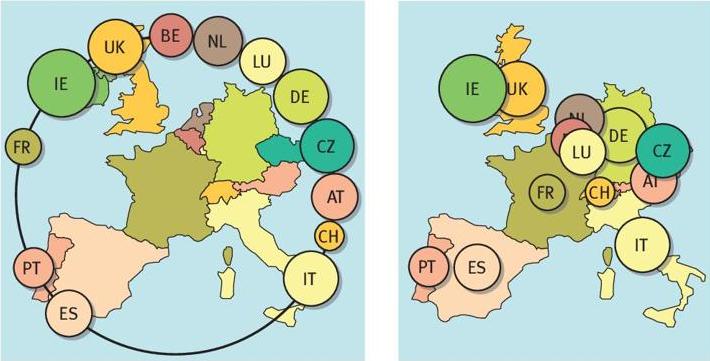 UK
BE
NL
LU
IE
DE
FR
CZ
AT
CH
PT
IT
ES
IE
UK
NL
DE
LU
CZ
FR
CH
AT
IT
PT
ES